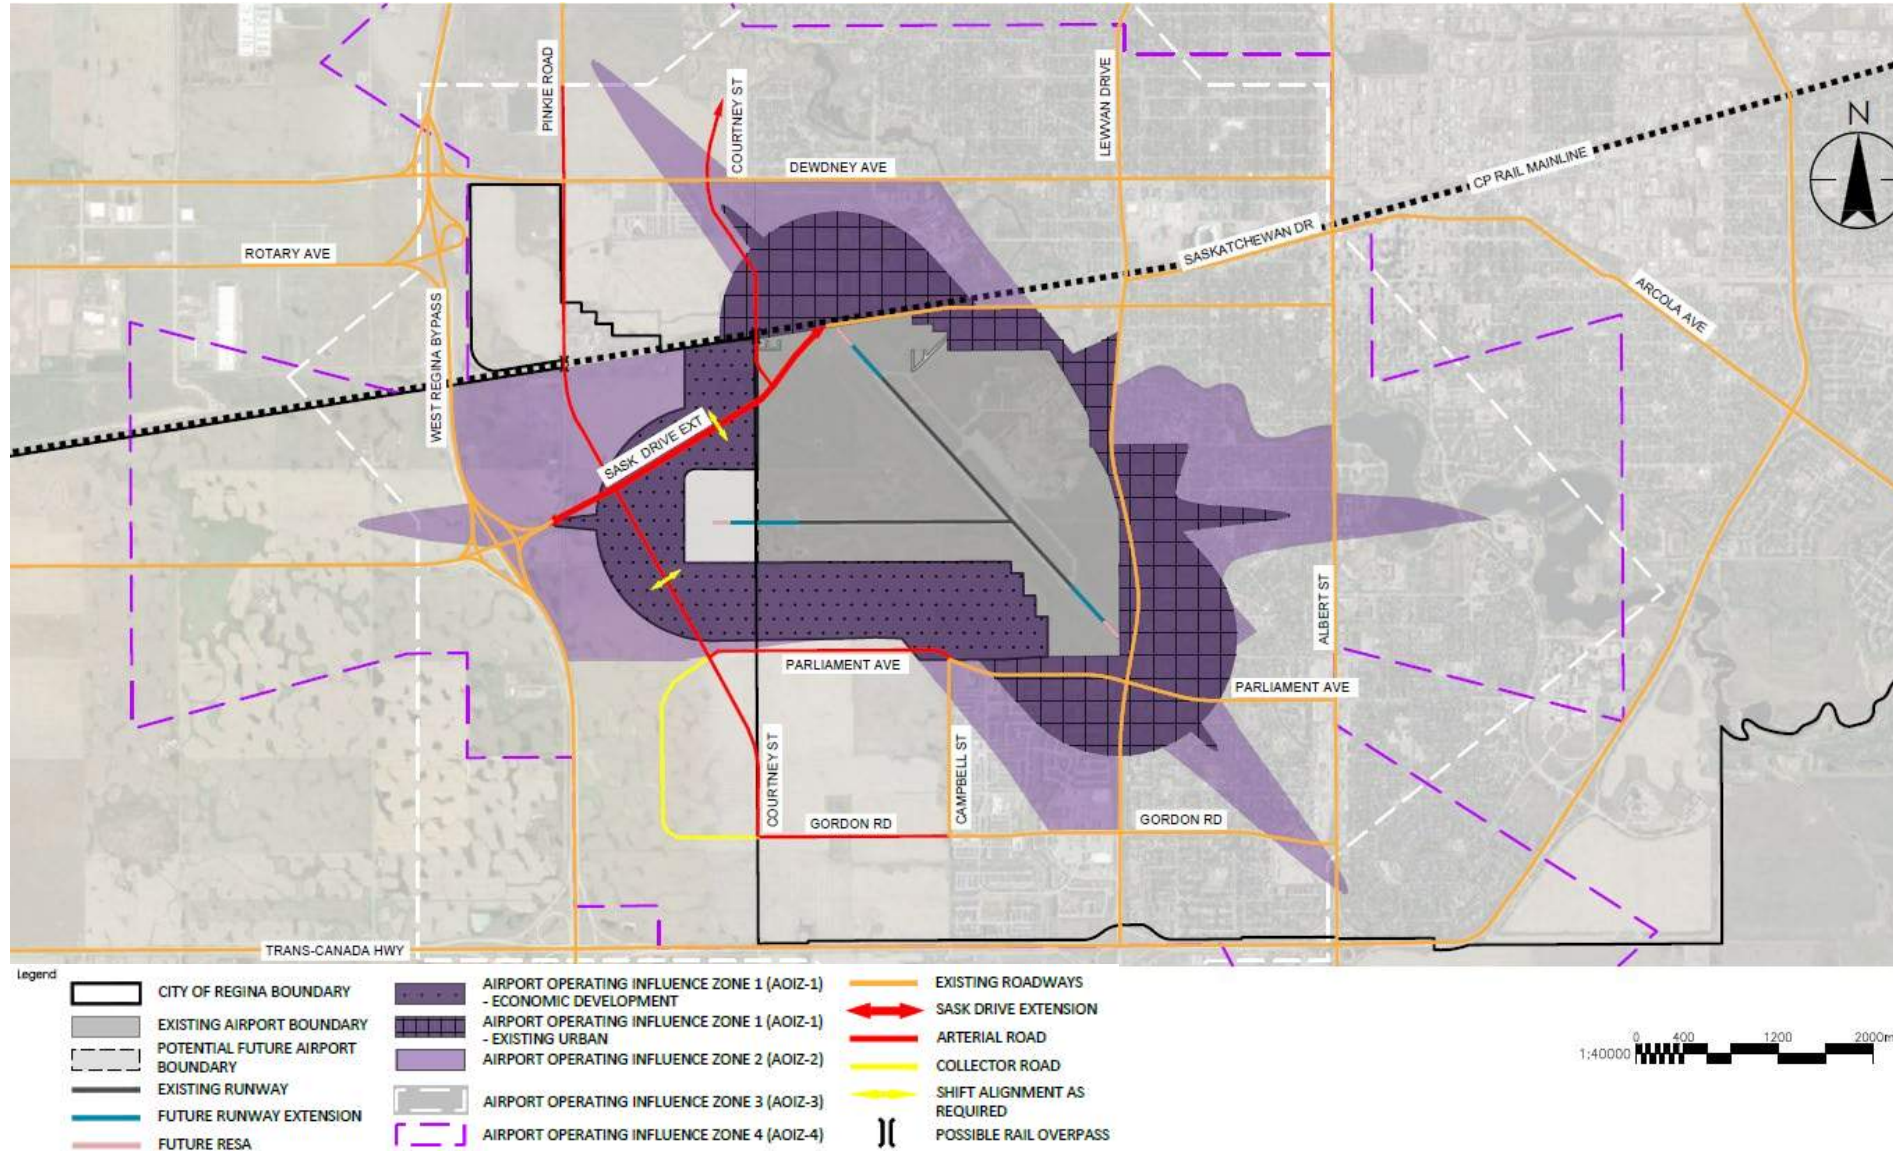 PINKIE ROAD
COURTNEY ST
LEWVAN DRIVE
N
DEWDNEY AVE
CP RAIL MAINLINE
ROTARY AVE
SASKATCHEWAN DR
ARCOLA AVE
WEST REGINA BYPASS
SASK DRIVE EXT
ALBERT ST
PARLIAMENT AVE
PARLIAMENT AVE
COURTNEY ST
CAMPBELL ST
GORDON RD
GORDON RD
TRANS-CANADA HWY
Legend
CITY OF REGINA BOUNDARY
EXISTING AIRPORT BOUNDARY
POTENTIAL FUTURE AIRPORT
BOUNDARY
EXISTING RUNWAY
FUTURE RUNWAY EXTENSION
FUTURE RESA
AIRPORT OPERATING INFLUENCE ZONE 1 (AOIZ-1)
- ECONOMIC DEVELOPMENT
AIRPORT OPERATING INFLUENCE ZONE 1 (AOIZ-1)
- EXISTING URBAN
AIRPORT OPERATING INFLUENCE ZONE 2 (AOIZ-2)
AIRPORT OPERATING INFLUENCE ZONE 3 (AOIZ-3)
AIRPORT OPERATING INFLUENCE ZONE 4 (AOIZ-4)
EXISTING ROADWAYS
SASK DRIVE EXTENSION
ARTERIAL ROAD
COLLECTOR ROAD
SHIFT ALIGNMENT AS
REQUIRED
POSSIBLE RAIL OVERPASS
0 400 1200 2000m
1:40000